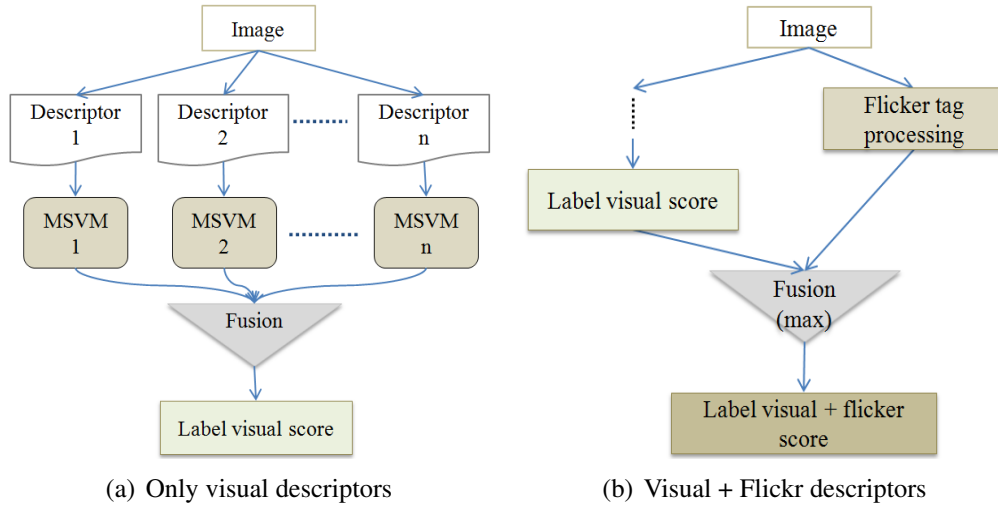 Image
Descriptor
1
Descriptor
2
Descriptor
n
MSVM
1
MSVM
2
MSVM
n
Fusion
Label visual score
(a) Only visual descriptors
Image
Flicker tag
processing
Label visual score
Fusion
(max)
Label visual + flicker
score
(b) Visual + Flickr descriptors